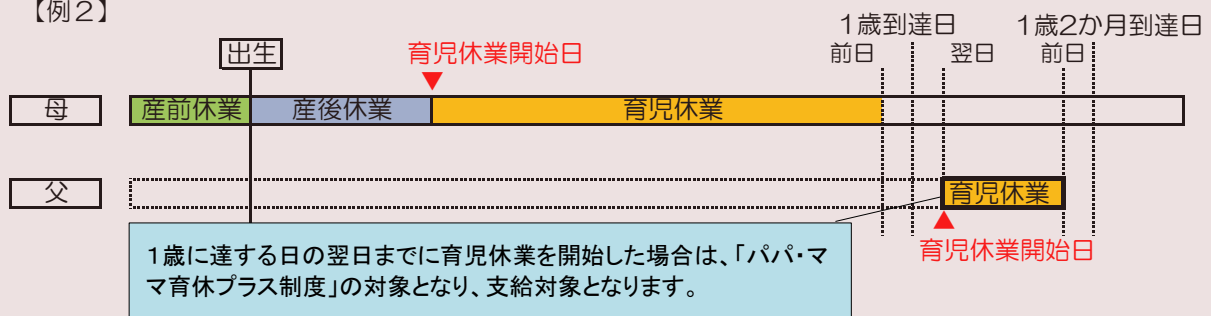 【例２】
1歳到達日
1歳2か月到達日
出生
育児休業開始日
前日
翌日
前日
母
産前休業
産後休業
育児休業
父
育児休業
1歳に達する日の翌日までに育児休業を開始した場合は、「パパ・マ
マ育休プラス制度」の対象となり、支給対象となります。
育児休業開始日